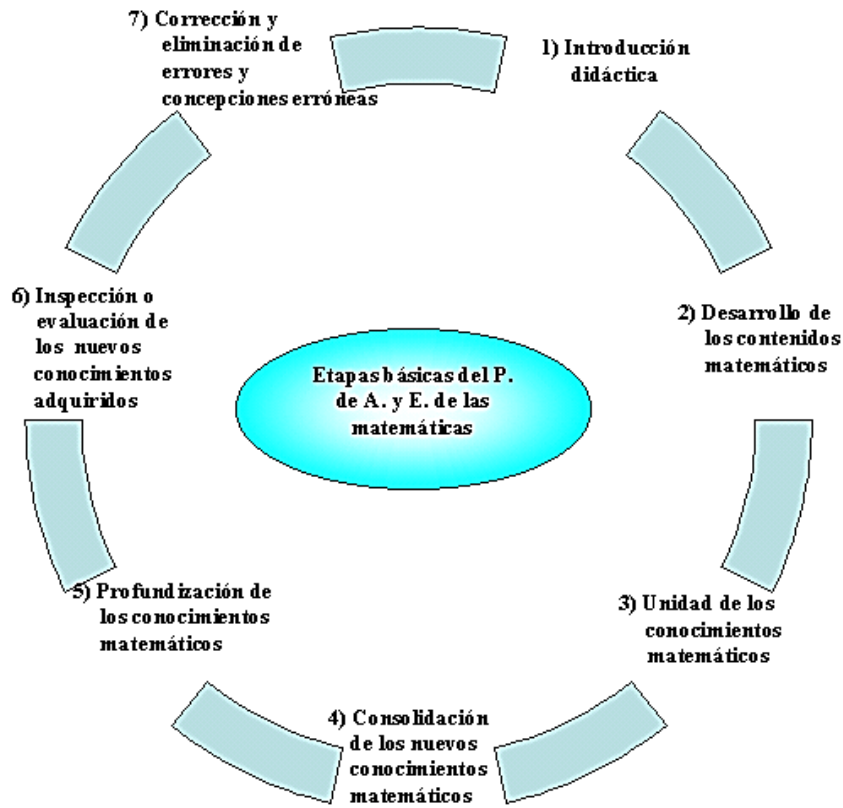 7) Corrección y
eliminación de
errores y
concepciones erróneas
1) Introducción
didáctica
2) Desarrollo de
los contenidos
matemáticos
3) Unidad de los
conocimientos
matemáticos
4) Consolidación
de los nuevos
conocimientos
matemáticos
5) Profundización de
los conocimientos
matemáticos
6) Inspección o
evaluación de
los nuevos
conocimientos
adquiridos
Etapas básicas del P.
de A. y E. de las
matemáticas